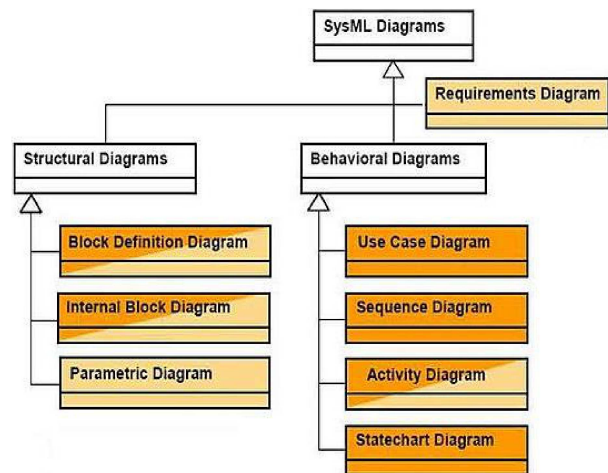 SysML Diagrams
Requirements Diagram
Structural Diagrams
Behavioral Diagrams
Block Definition Diagram
Use Case Diagram
Internal Block Diagram
Sequence Diagram
Parametric Diagram
Activity Diagram
Statechart Diagram